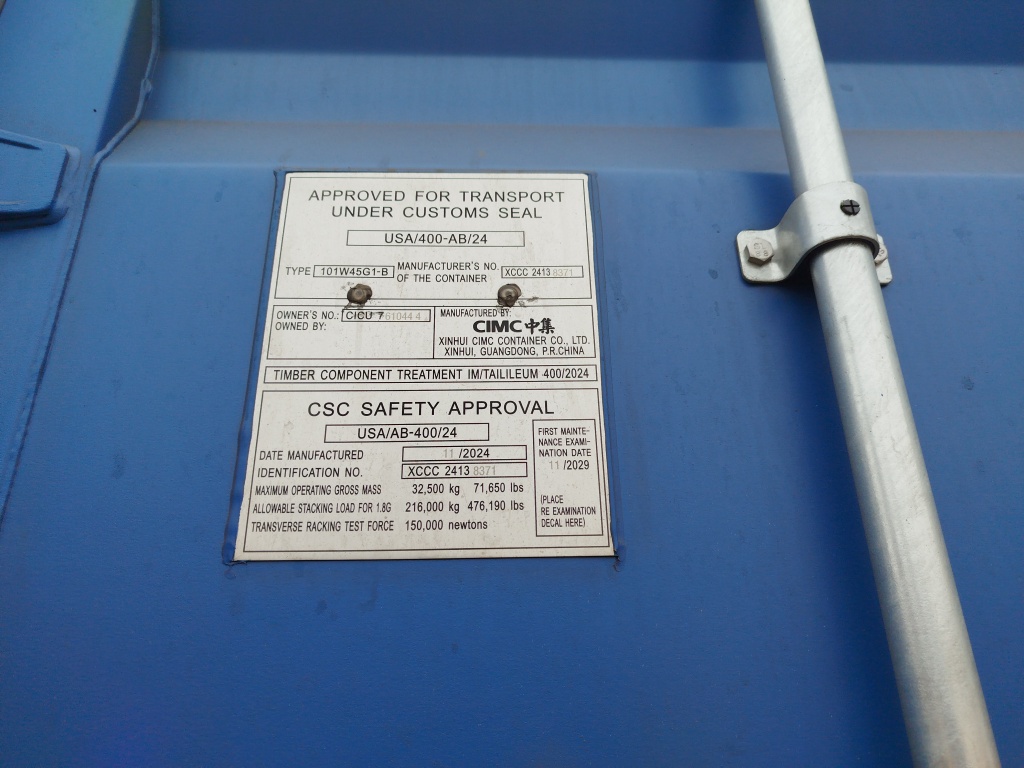 APPROVED FOR TRANSPORT
UNDER CUSTOMS SEAL
USA/400-AB/24
TYPE 101W45G1-B
MANUFACTURER'S NO.
OF THE CONTAINER
XCCC 2413 8371
OWNER'S NO.: CICU 7 61044 4
OWNED BY:
MANUFACTURED BY:
CIMC中集
XINHUI CIMC CONTAINER CO., LTD.
XINHUI, GUANGDONG, P.R.CHINA
TIMBER COMPONENT TREATMENT IM/TAILILEUM 400/2024
CSC SAFETY APPROVAL
USA/AB-400/24
DATE MANUFACTURED 11 /2024
IDENTIFICATION NO. XCCC 2413 8371
MAXIMUM OPERATING GROSS MASS 32,500 kg 71,650 lbs
ALLOWABLE STACKING LOAD FOR 1.8G 216,000 kg 476,190 lbs
TRANSVERSE RACKING TEST FORCE 150,000 newtons
FIRST MAINTE-
NANCE EXAMI-
NATION DATE
11 /2029
(PLACE
RE EXAMINATION
DECAL HERE)